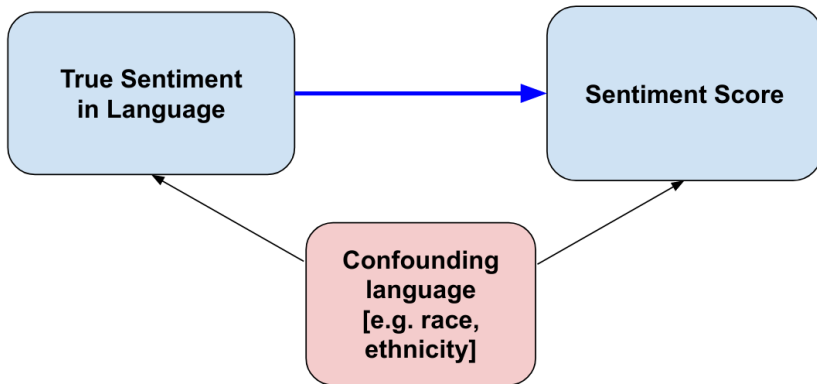 True Sentiment
in Language
Sentiment Score
Confounding
language
[e.g. race,
ethnicity]